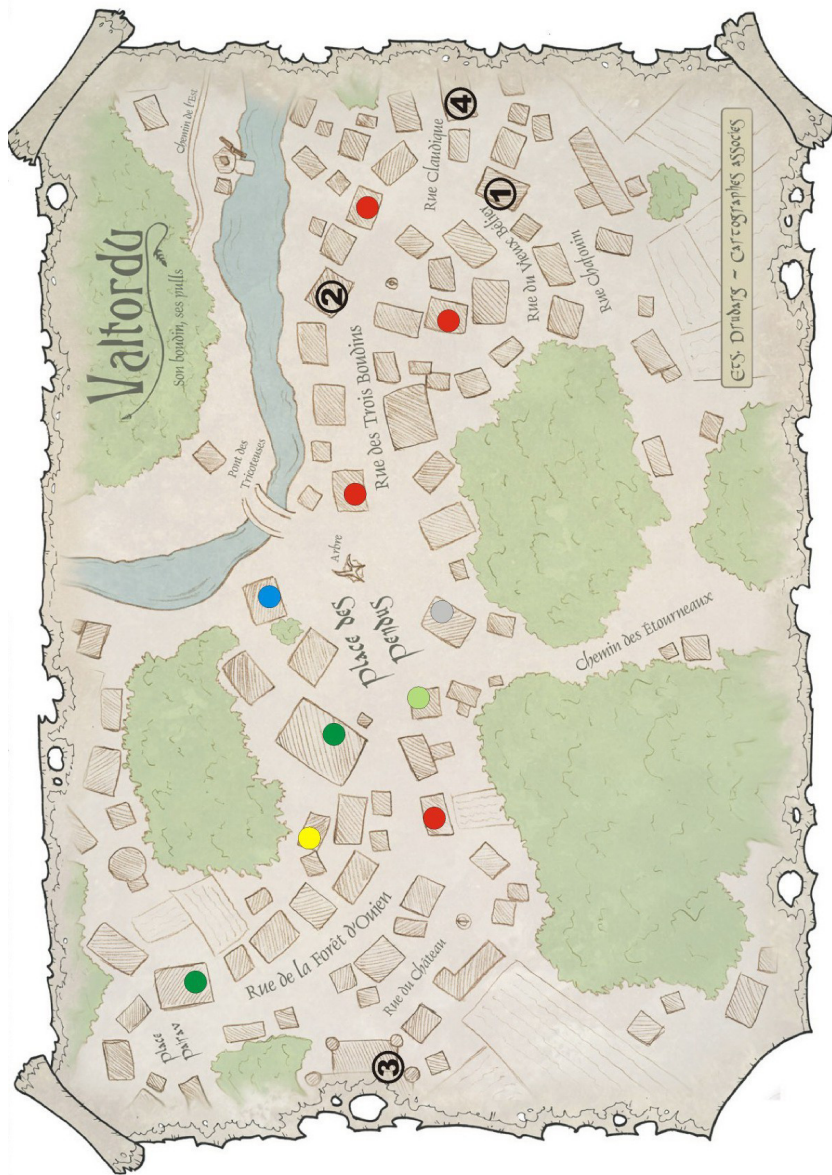 Valtordu
son boudin, ses pulls
Chemin de l'Est
Pont des
Tricoteuses
Rue Claudique
Rue du Vieux Bélier
Rue Chafouin
Rue des Trois Boudins
Arbre
Place des
Pendus
Chemin des Étourneaux
Rue de la Forêt d'Onien
Rue du Château
Place
Pairav
Ets. Drubarg ~ Cartographes associés
1
2
3
4